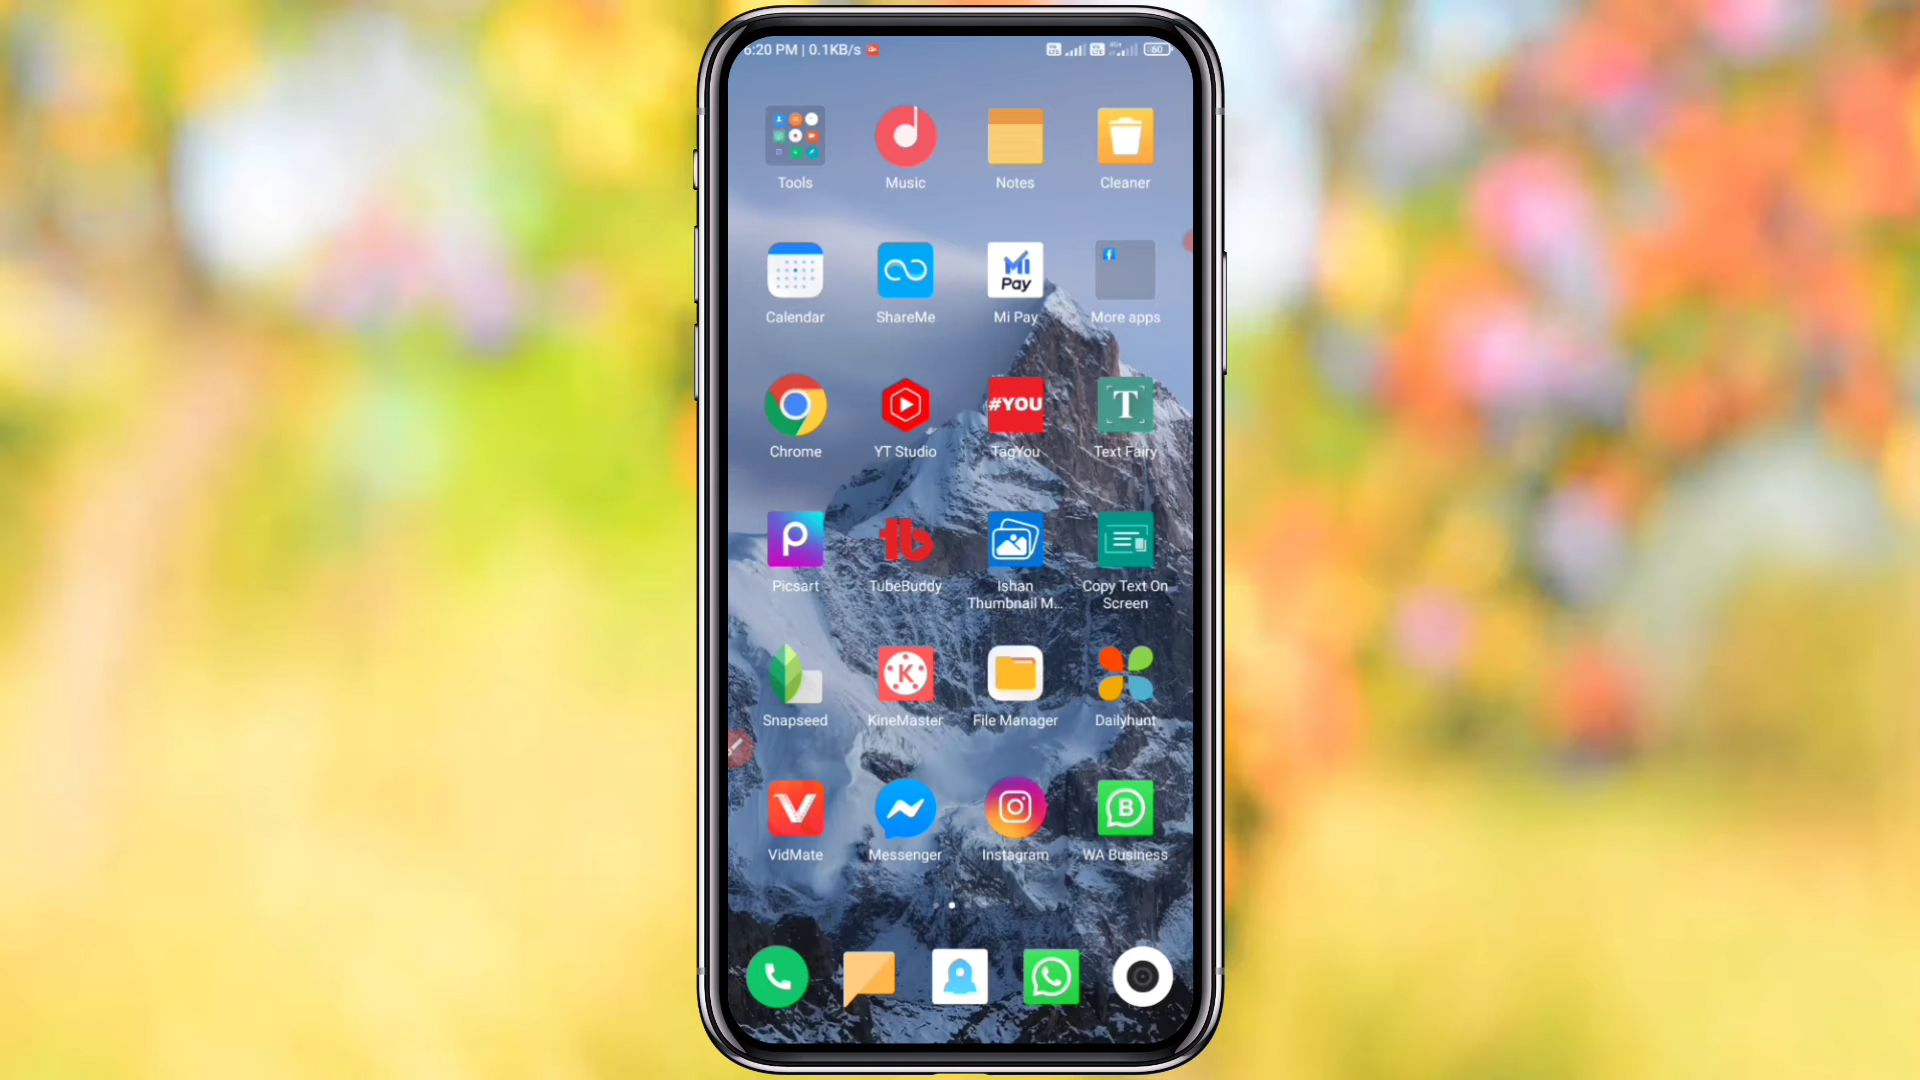 6:20 PM | 0.1KB/s
60
Tools Music Notes Cleaner
Calendar ShareMe Mi Pay More apps
Mi
Pay
#YOU
T
Chrome YT Studio TagYou Text Fairy
P
tb
Picsart TubeBuddy Ishan Thumbnail M... Copy Text On Screen
K
Snapseed KineMaster File Manager Dailyhunt
B
VidMate Messenger Instagram WA Business